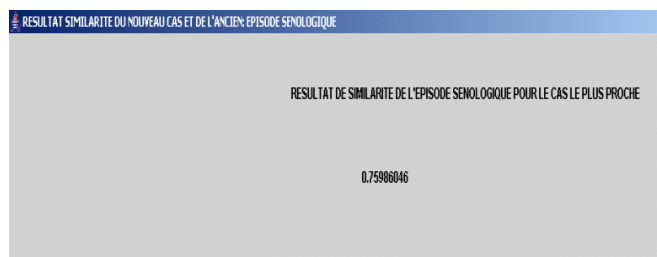 RESULTAT SIMILARITE DU NOUVEAU CAS ET DE L'ANCIEN: EPISODE SENOLOGIQUE
RESULTAT DE SIMILARITE DE L'EPISODE SENOLOGIQUE POUR LE CAS LE PLUS PROCHE
0.75986046